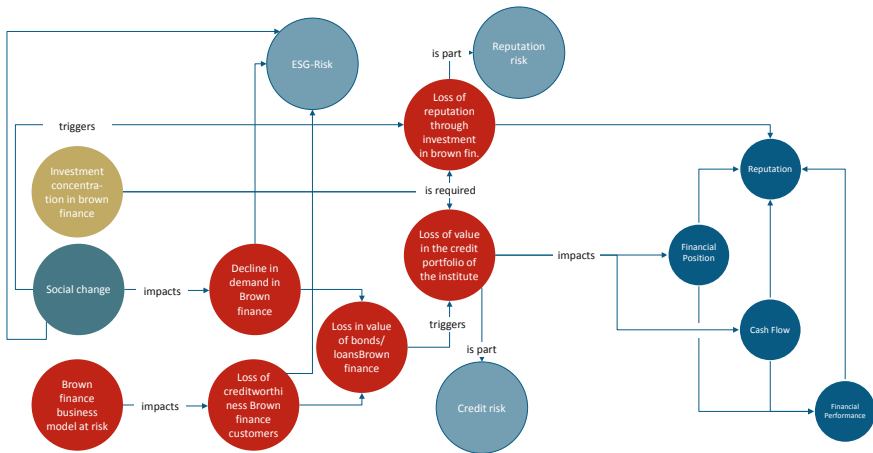 ESG-Risk
is part
Reputation
risk
Loss of
reputation
through
investment
in brown fin.
triggers
Investment
concentra-
tion in brown
finance
is required
Reputation
Loss of value
in the credit
portfolio of
the institute
impacts
Financial
Position
Social change
impacts
Decline in
demand in
Brown
finance
Loss in value
of bonds/
loansBrown
finance
triggers
Cash Flow
is part
Brown
finance
business
model at risk
impacts
Loss of
creditworthi
ness Brown
finance
customers
Credit risk
Financial
Performance